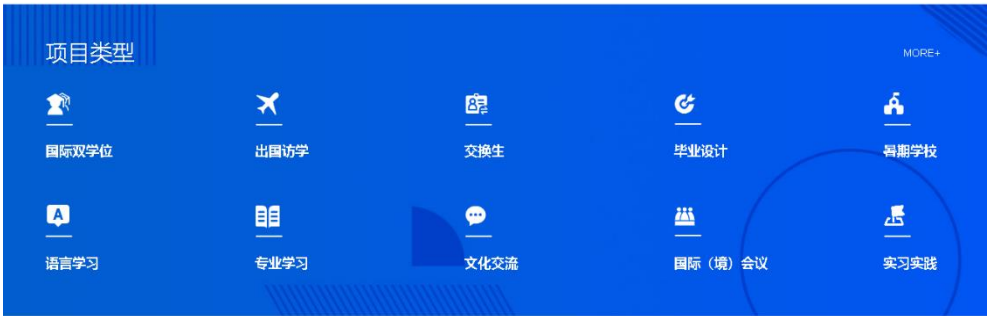 项目类型
MORE+
国际双学位
出国访学
交换生
毕业设计
暑期学校
A
语言学习
专业学习
文化交流
国际（境）会议
实习实践